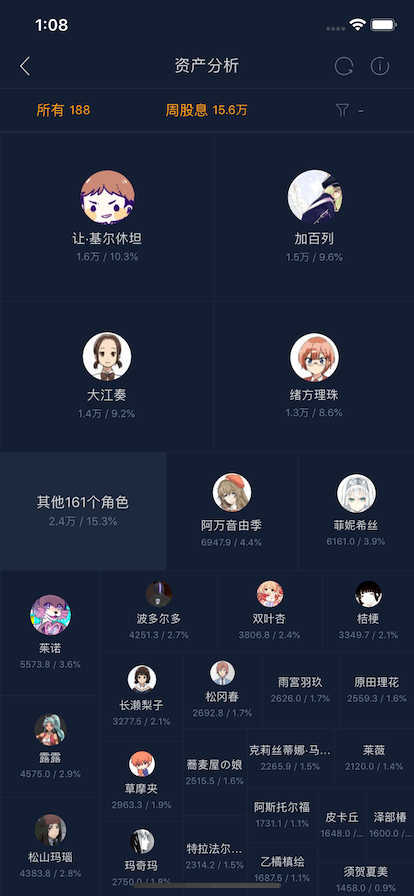 1:08
资产分析
所有 188
周股息 15.6万
-
让·基尔休坦
1.6万 / 10.3%
加百列
1.5万 / 9.6%
大江奏
1.4万 / 9.2%
绪方理珠
1.3万 / 8.6%
其他161个角色
2.4万 / 15.3%
阿万音由季
6947.9 / 4.4%
菲妮希丝
6161.0 / 3.9%
茱诺
5573.8 / 3.6%
波多尔多
4251.3 / 2.7%
双叶杏
3806.8 / 2.4%
桔梗
3349.7 / 2.1%
露露
4575.0 / 2.9%
长濑梨子
3277.5 / 2.1%
松冈春
2692.8 / 1.7%
雨宫羽玖
2626.0 / 1.7%
原田理花
2559.3 / 1.6%
草摩夹
2963.3 / 1.9%
蕎麦屋の娘
2515.5 / 1.6%
克莉丝蒂娜·马...
2265.9 / 1.5%
莱薇
2120.0 / 1.4%
松山玛瑙
4383.8 / 2.8%
玛奇玛
2750.0 / 1.8%
特拉法尔...
2314.2 / 1.5%
阿斯托尔福
1731.1 / 1.1%
皮卡丘
1648.0 /...
泽部椿
1600.0 /...
乙橘槙绘
1687.5 / 1.1%
须贺夏美
1458.0 / 0.9%